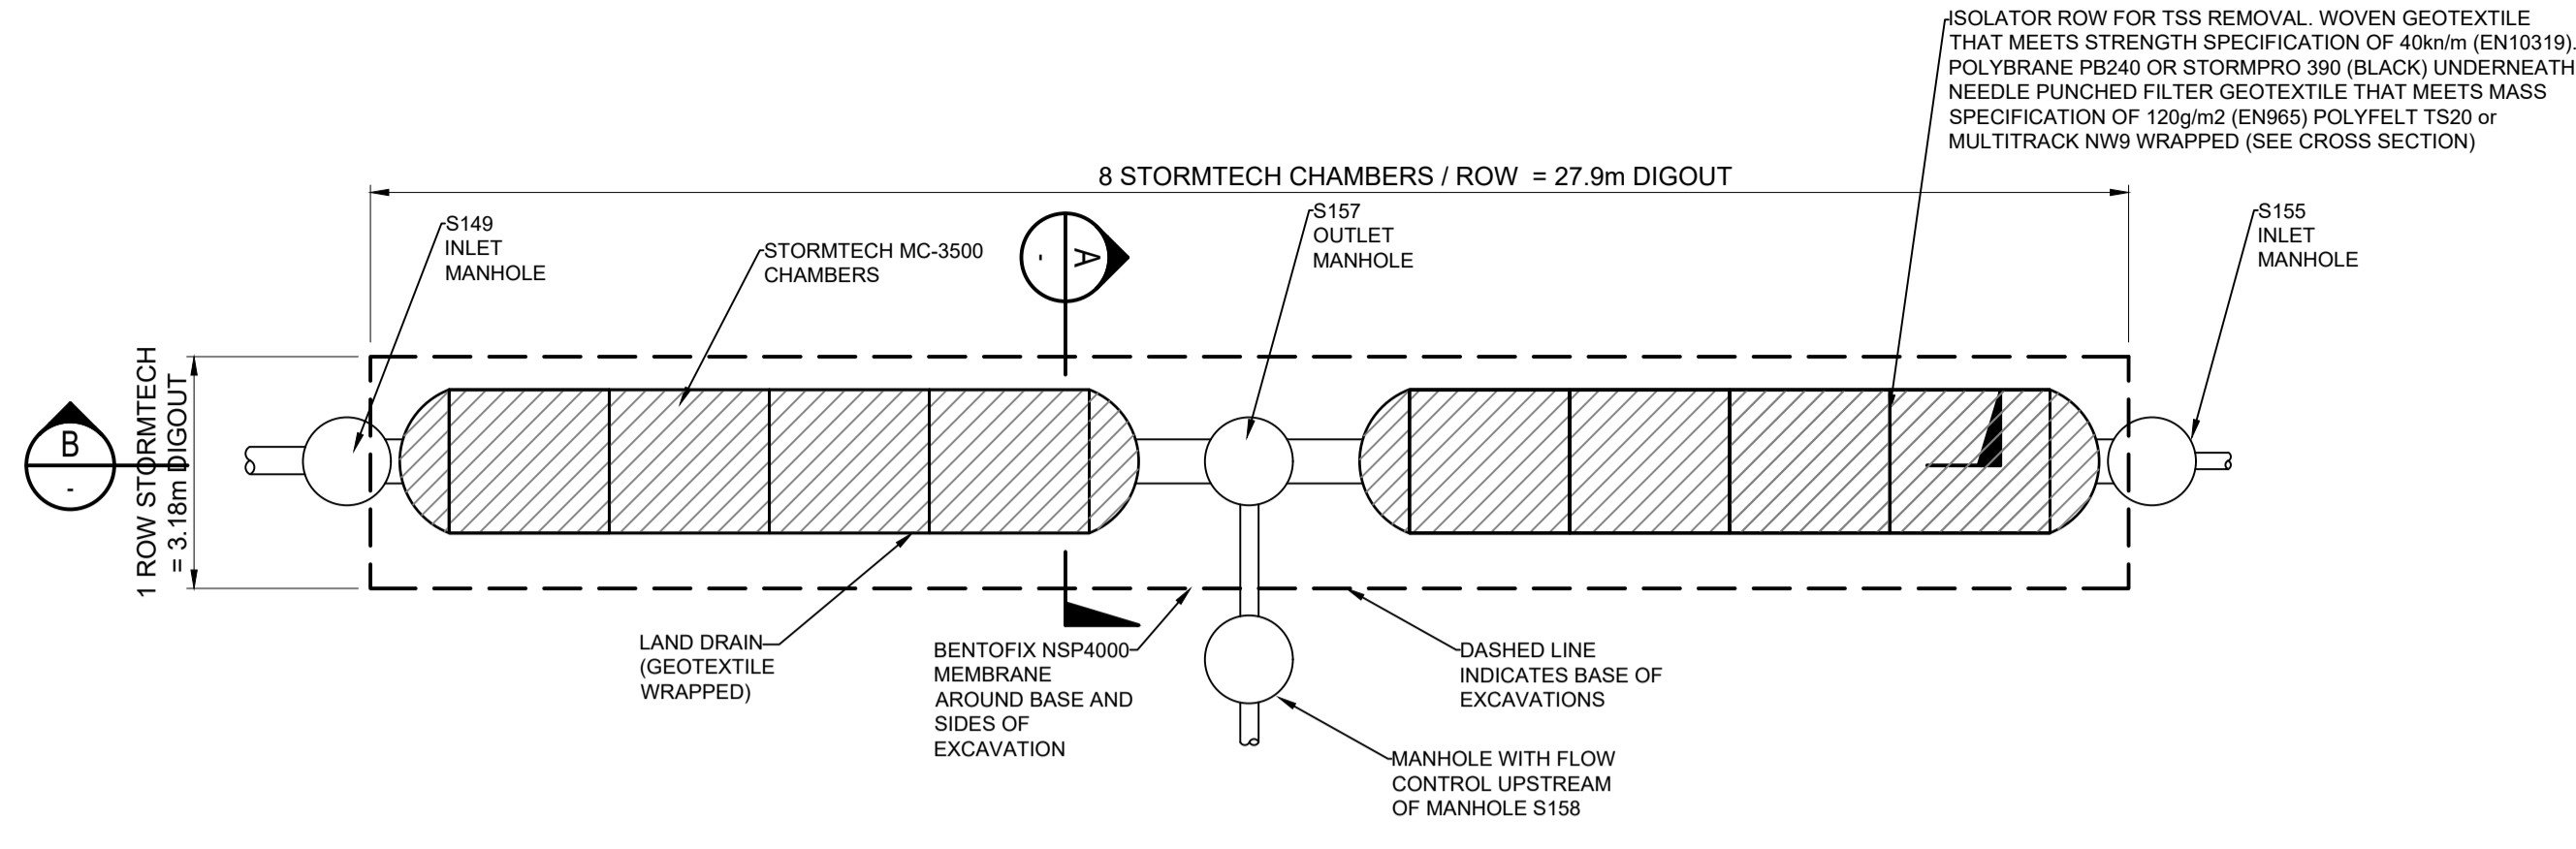 ISOLATOR ROW FOR TSS REMOVAL. WOVEN GEOTEXTILE
THAT MEETS STRENGTH SPECIFICATION OF 40kn/m (EN10319).
POLYBRANE PB240 OR STORMPRO 390 (BLACK) UNDERNEATH
NEEDLE PUNCHED FILTER GEOTEXTILE THAT MEETS MASS
SPECIFICATION OF 120g/m2 (EN965) POLYFELT TS20 or
MULTITRACK NW9 WRAPPED (SEE CROSS SECTION)
8 STORMTECH CHAMBERS / ROW = 27.9m DIGOUT
S149
INLET
MANHOLE
STORMTECH MC-3500
CHAMBERS
A
-
S157
OUTLET
MANHOLE
S155
INLET
MANHOLE
1 ROW STORMTECH
= 3.18m DIGOUT
B
-
LAND DRAIN
(GEOTEXTILE
WRAPPED)
BENTOFIX NSP4000
MEMBRANE
AROUND BASE AND
SIDES OF
EXCAVATION
DASHED LINE
INDICATES BASE OF
EXCAVATIONS
MANHOLE WITH FLOW
CONTROL UPSTREAM
OF MANHOLE S158